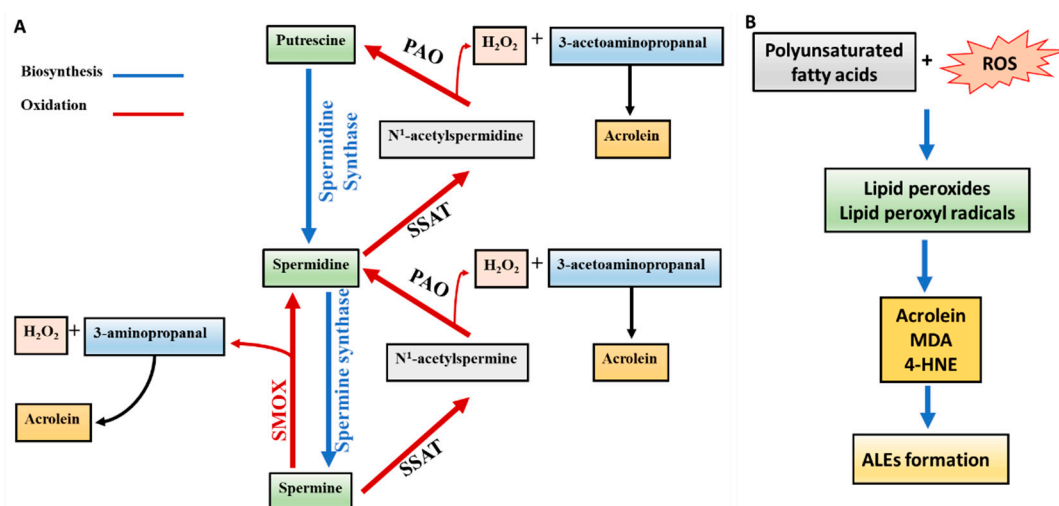 A
Biosynthesis
Oxidation
Putrescine
PAO
H₂O₂
+
3-acetoaminopropanal
Acrolein
N¹-acetylspermidine
Spermidine
Synthase
SSAT
Spermidine
PAO
H₂O₂
+
3-acetoaminopropanal
Acrolein
N¹-acetylspermine
Spermine synthase
SMOX
SSAT
H₂O₂
+
3-aminopropanal
Acrolein
Spermine
B
Polyunsaturated
fatty acids
+
ROS
Lipid peroxides
Lipid peroxyl radicals
Acrolein
MDA
4-HNE
ALEs formation